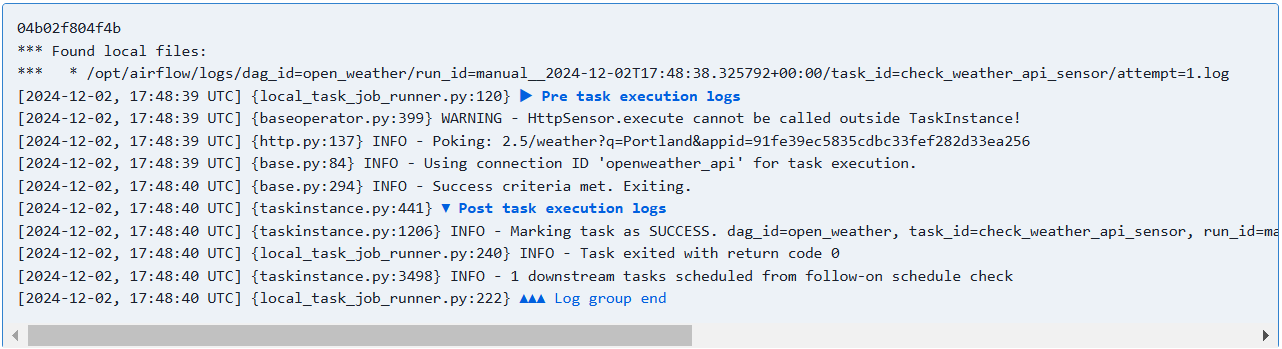 04b02f804f4b
*** Found local files:
***   * /opt/airflow/logs/dag_id=open_weather/run_id=manual__2024-12-02T17:48:38.325792+00:00/task_id=check_weather_api_sensor/attempt=1.log
[2024-12-02, 17:48:39 UTC] {local_task_job_runner.py:120} ▶ Pre task execution logs
[2024-12-02, 17:48:39 UTC] {baseoperator.py:399} WARNING - HttpSensor.execute cannot be called outside TaskInstance!
[2024-12-02, 17:48:39 UTC] {http.py:137} INFO - Poking: 2.5/weather?q=Portland&appid=91fe39ec5835cdbc33fef282d33ea256
[2024-12-02, 17:48:39 UTC] {base.py:84} INFO - Using connection ID 'openweather_api' for task execution.
[2024-12-02, 17:48:40 UTC] {base.py:294} INFO - Success criteria met. Exiting.
[2024-12-02, 17:48:40 UTC] {taskinstance.py:441} ▼ Post task execution logs
[2024-12-02, 17:48:40 UTC] {taskinstance.py:1206} INFO - Marking task as SUCCESS. dag_id=open_weather, task_id=check_weather_api_sensor, run_id=ma
[2024-12-02, 17:48:40 UTC] {local_task_job_runner.py:240} INFO - Task exited with return code 0
[2024-12-02, 17:48:40 UTC] {taskinstance.py:3498} INFO - 1 downstream tasks scheduled from follow-on schedule check
[2024-12-02, 17:48:40 UTC] {local_task_job_runner.py:222} ▲▲▲ Log group end